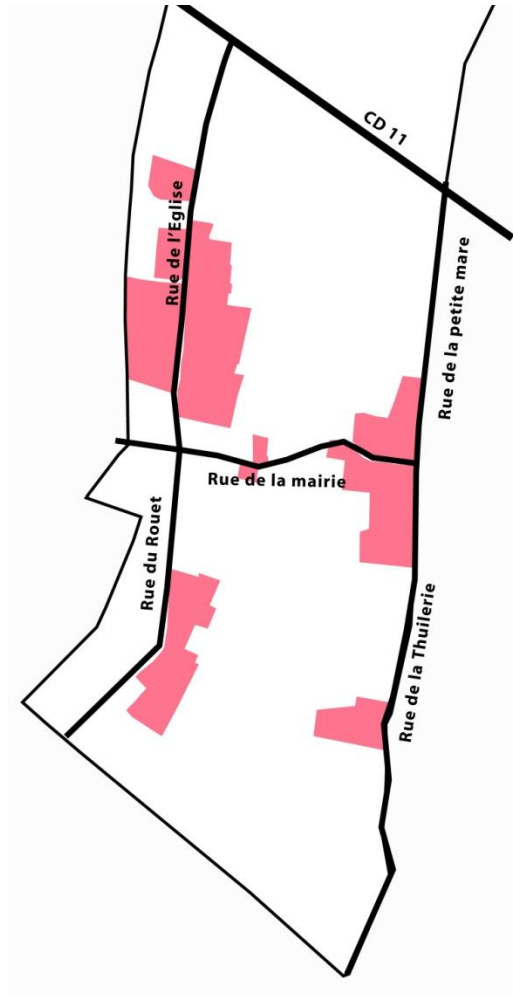 CD 11
Rue de l'Eglise
Rue de la petite mare
Rue de la mairie
Rue du Rouet
Rue de la Thuilerie